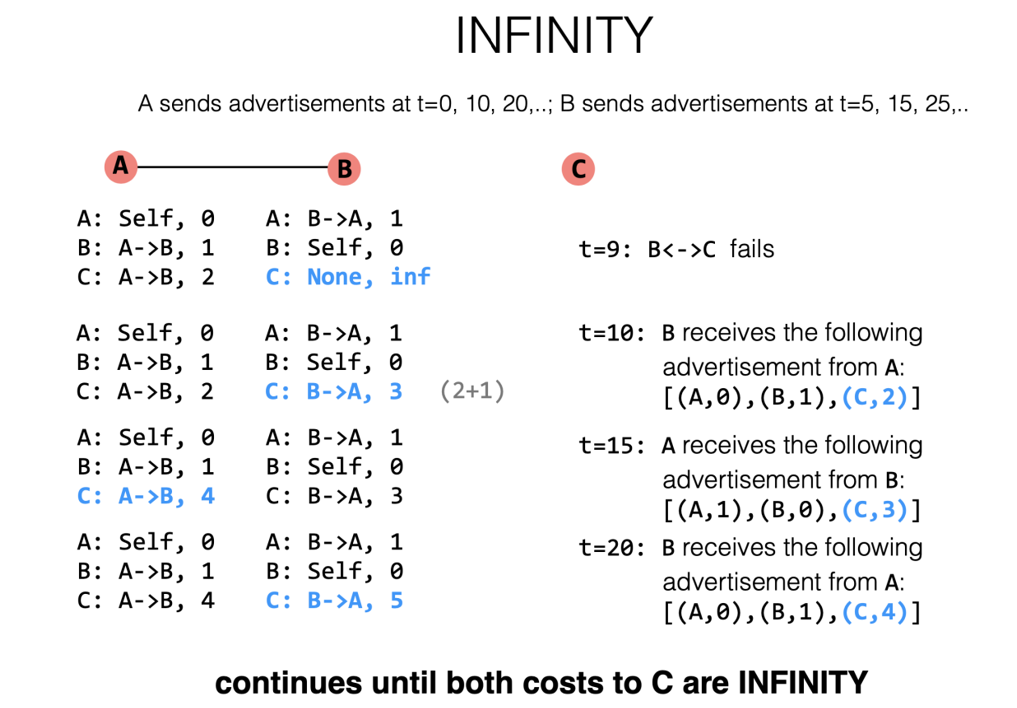 INFINITY
A sends advertisements at t=0, 10, 20,..; B sends advertisements at t=5, 15, 25,..
A B C
A: Self, 0 A: B->A, 1
B: A->B, 1 B: Self, 0 t=9: B<->C fails
C: A->B, 2 C: None, inf
A: Self, 0 A: B->A, 1 t=10: B receives the following
B: A->B, 1 B: Self, 0 advertisement from A:
C: A->B, 2 C: B->A, 3 (2+1) [(A,0),(B,1),(C,2)]
A: Self, 0 A: B->A, 1 t=15: A receives the following
B: A->B, 1 B: Self, 0 advertisement from B:
C: A->B, 4 C: B->A, 3 [(A,1),(B,0),(C,3)]
A: Self, 0 A: B->A, 1 t=20: B receives the following
B: A->B, 1 B: Self, 0 advertisement from A:
C: A->B, 4 C: B->A, 5 [(A,0),(B,1),(C,4)]
continues until both costs to C are INFINITY